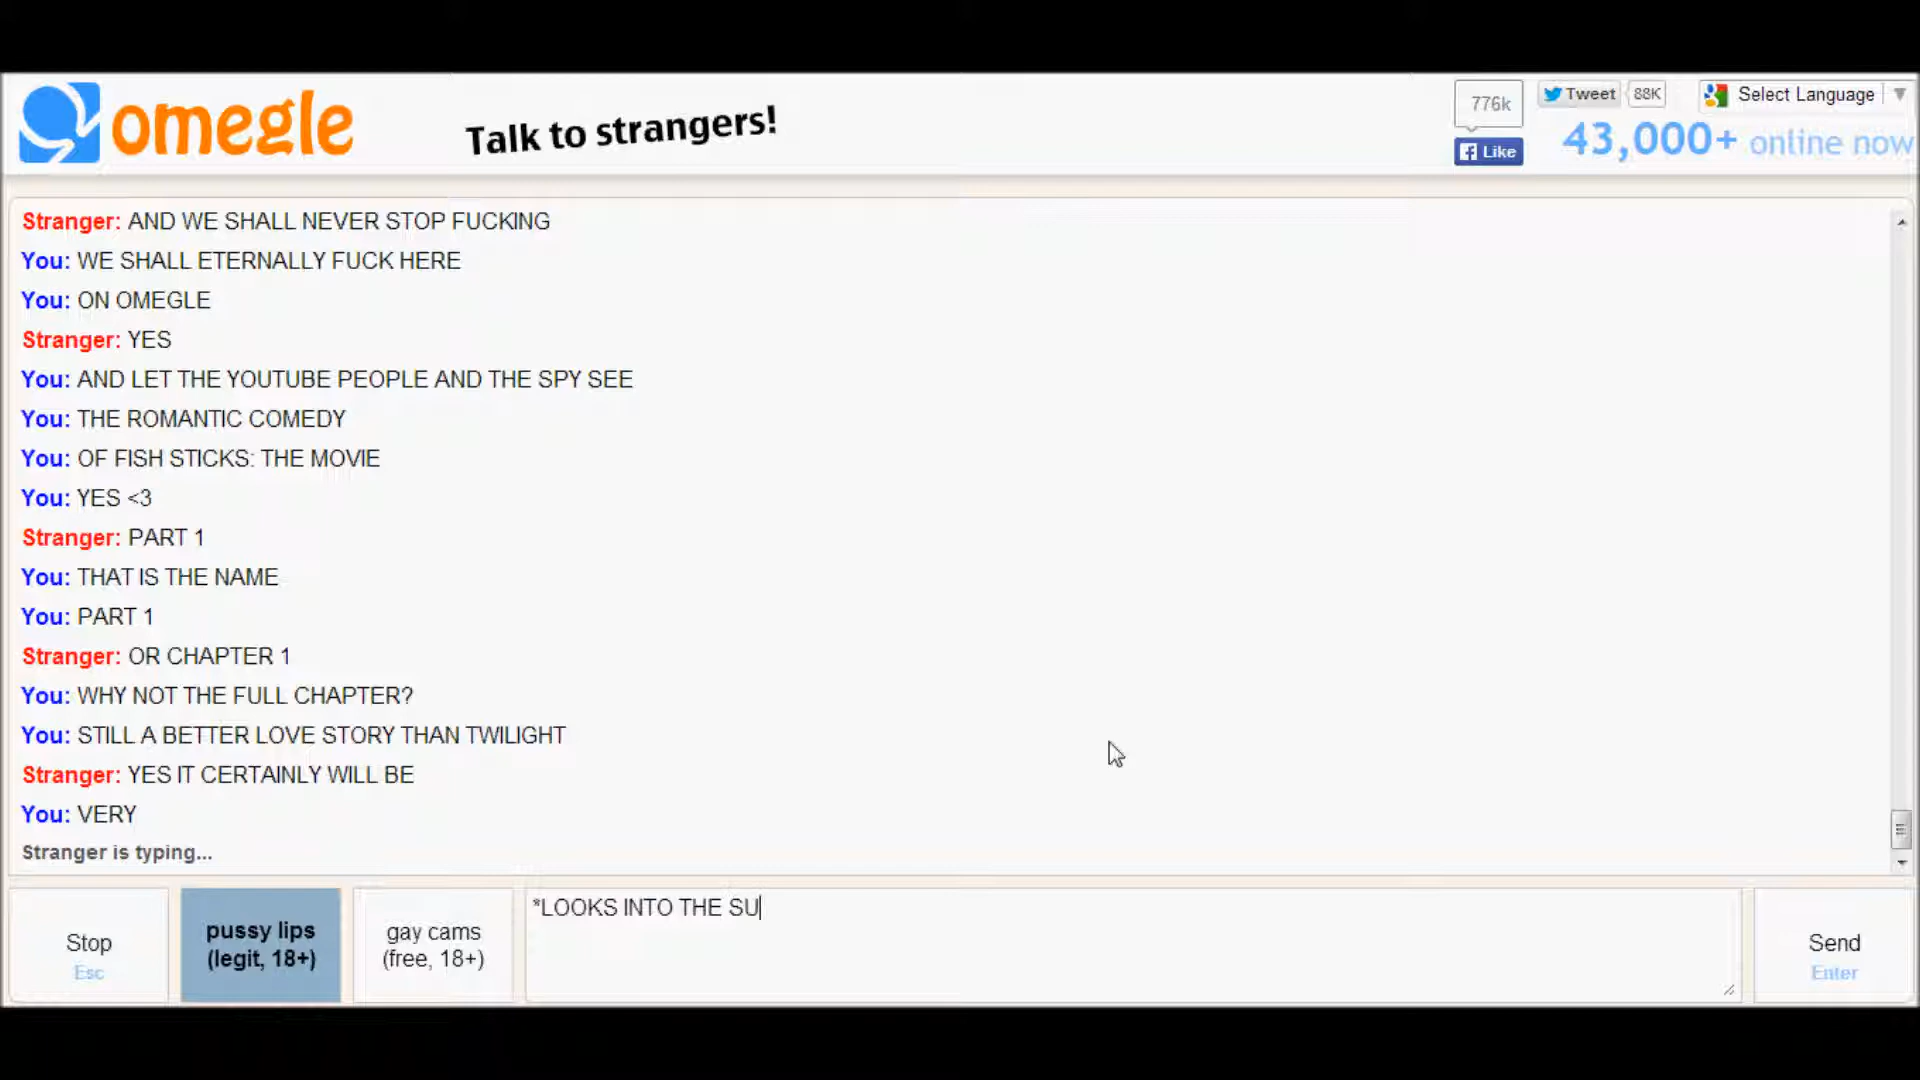 omegle
Talk to strangers!
776k
Like
Tweet 88K
Select Language
43,000+ online now
Stranger: AND WE SHALL NEVER STOP FUCKING
You: WE SHALL ETERNALLY FUCK HERE
You: ON OMEGLE
Stranger: YES
You: AND LET THE YOUTUBE PEOPLE AND THE SPY SEE
You: THE ROMANTIC COMEDY
You: OF FISH STICKS: THE MOVIE
You: YES <3
Stranger: PART 1
You: THAT IS THE NAME
You: PART 1
Stranger: OR CHAPTER 1
You: WHY NOT THE FULL CHAPTER?
You: STILL A BETTER LOVE STORY THAN TWILIGHT
Stranger: YES IT CERTAINLY WILL BE
You: VERY
Stranger is typing...
Stop
Esc
pussy lips
(legit, 18+)
gay cams
(free, 18+)
*LOOKS INTO THE SU
Send
Enter